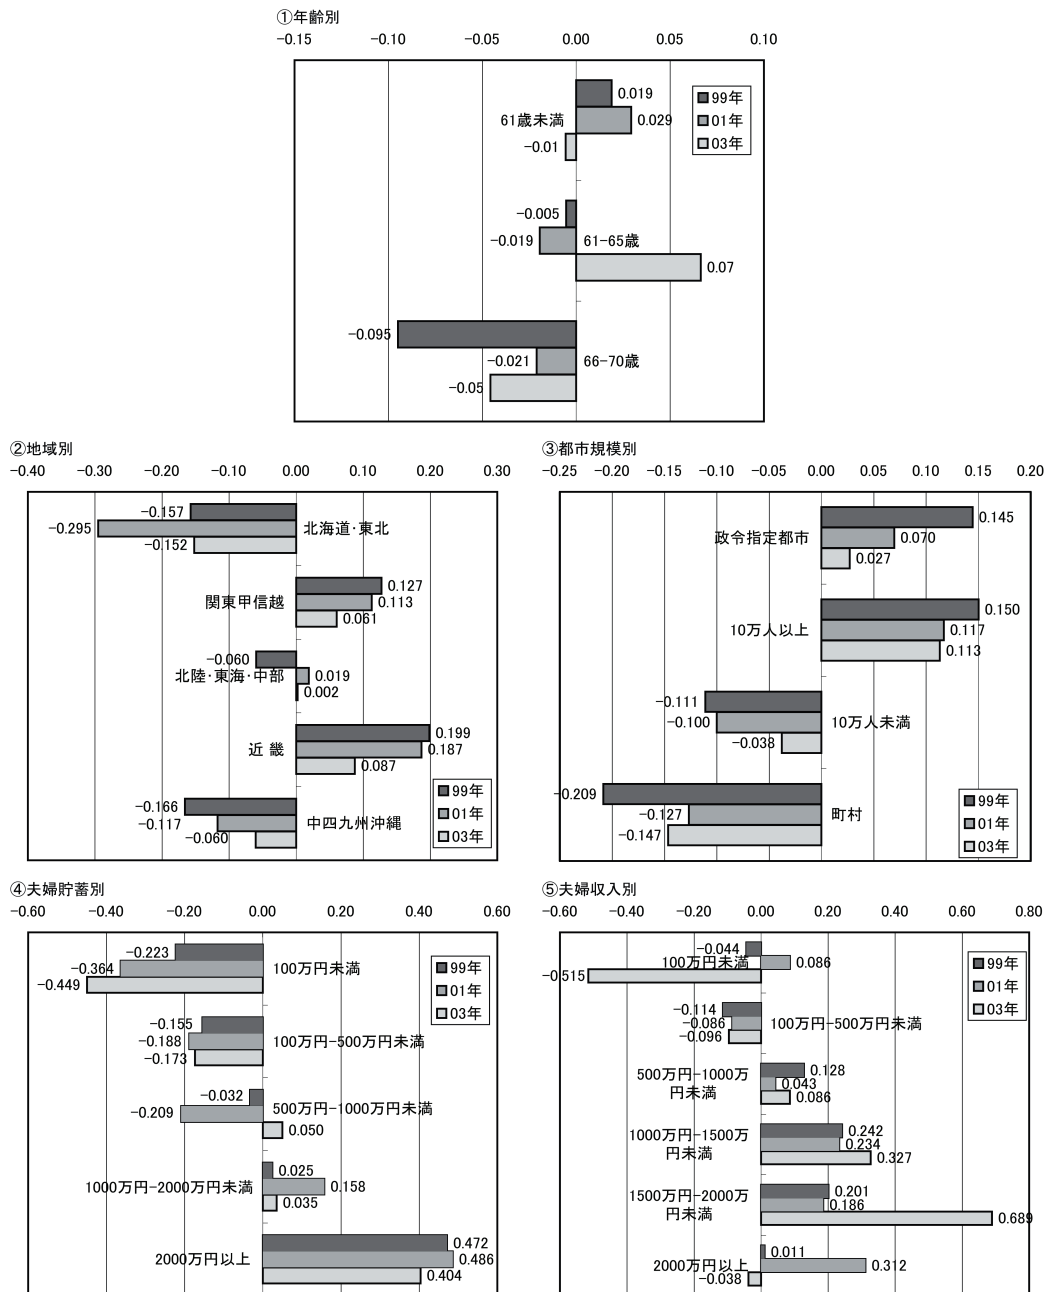 ①年齢別
−0.15 −0.10 −0.05 0.00 0.05 0.10
0.019
99年
61歳未満 0.029
01年
−0.01
03年
−0.005
−0.019 61−65歳
0.07
−0.095
−0.021 66−70歳
−0.05
②地域別
−0.40 −0.30 −0.20 −0.10 0.00 0.10 0.20 0.30
−0.157
−0.295 北海道・東北
−0.152
0.127
関東甲信越 0.113
0.061
−0.060
北陸・東海・中部 0.019
0.002
0.199
近 畿 0.187
0.087
99年
−0.166
01年
−0.117 中四九州沖縄
03年
−0.060
③都市規模別
−0.25 −0.20 −0.15 −0.10 −0.05 0.00 0.05 0.10 0.15 0.20
0.145
政令指定都市 0.070
0.027
0.150
10万人以上 0.117
0.113
−0.111
−0.100 10万人未満
−0.038
−0.209
99年
−0.127 町村
01年
−0.147
03年
④夫婦貯蓄別
−0.60 −0.40 −0.20 0.00 0.20 0.40 0.60
−0.223
99年
−0.364 100万円未満
01年
−0.449
03年
−0.155
−0.188 100万円−500万円未満
−0.173
−0.032
−0.209 500万円−1000万円未満
0.050
0.025
1000万円−2000万円未満 0.158
0.035
0.472
2000万円以上 0.486
0.404
⑤夫婦収入別
−0.60 −0.40 −0.20 0.00 0.20 0.40 0.60 0.80
−0.044
100万円未満 0.086
99年
−0.515
01年
03年
−0.114
−0.086 100万円−500万円未満
−0.096
500万円−1000万 0.128
0.043
円未満 0.086
1000万円−1500万 0.242
0.234
円未満 0.327
1500万円−2000万 0.201
0.186
円未満 0.689
0.011
2000万円以上 0.312
−0.038